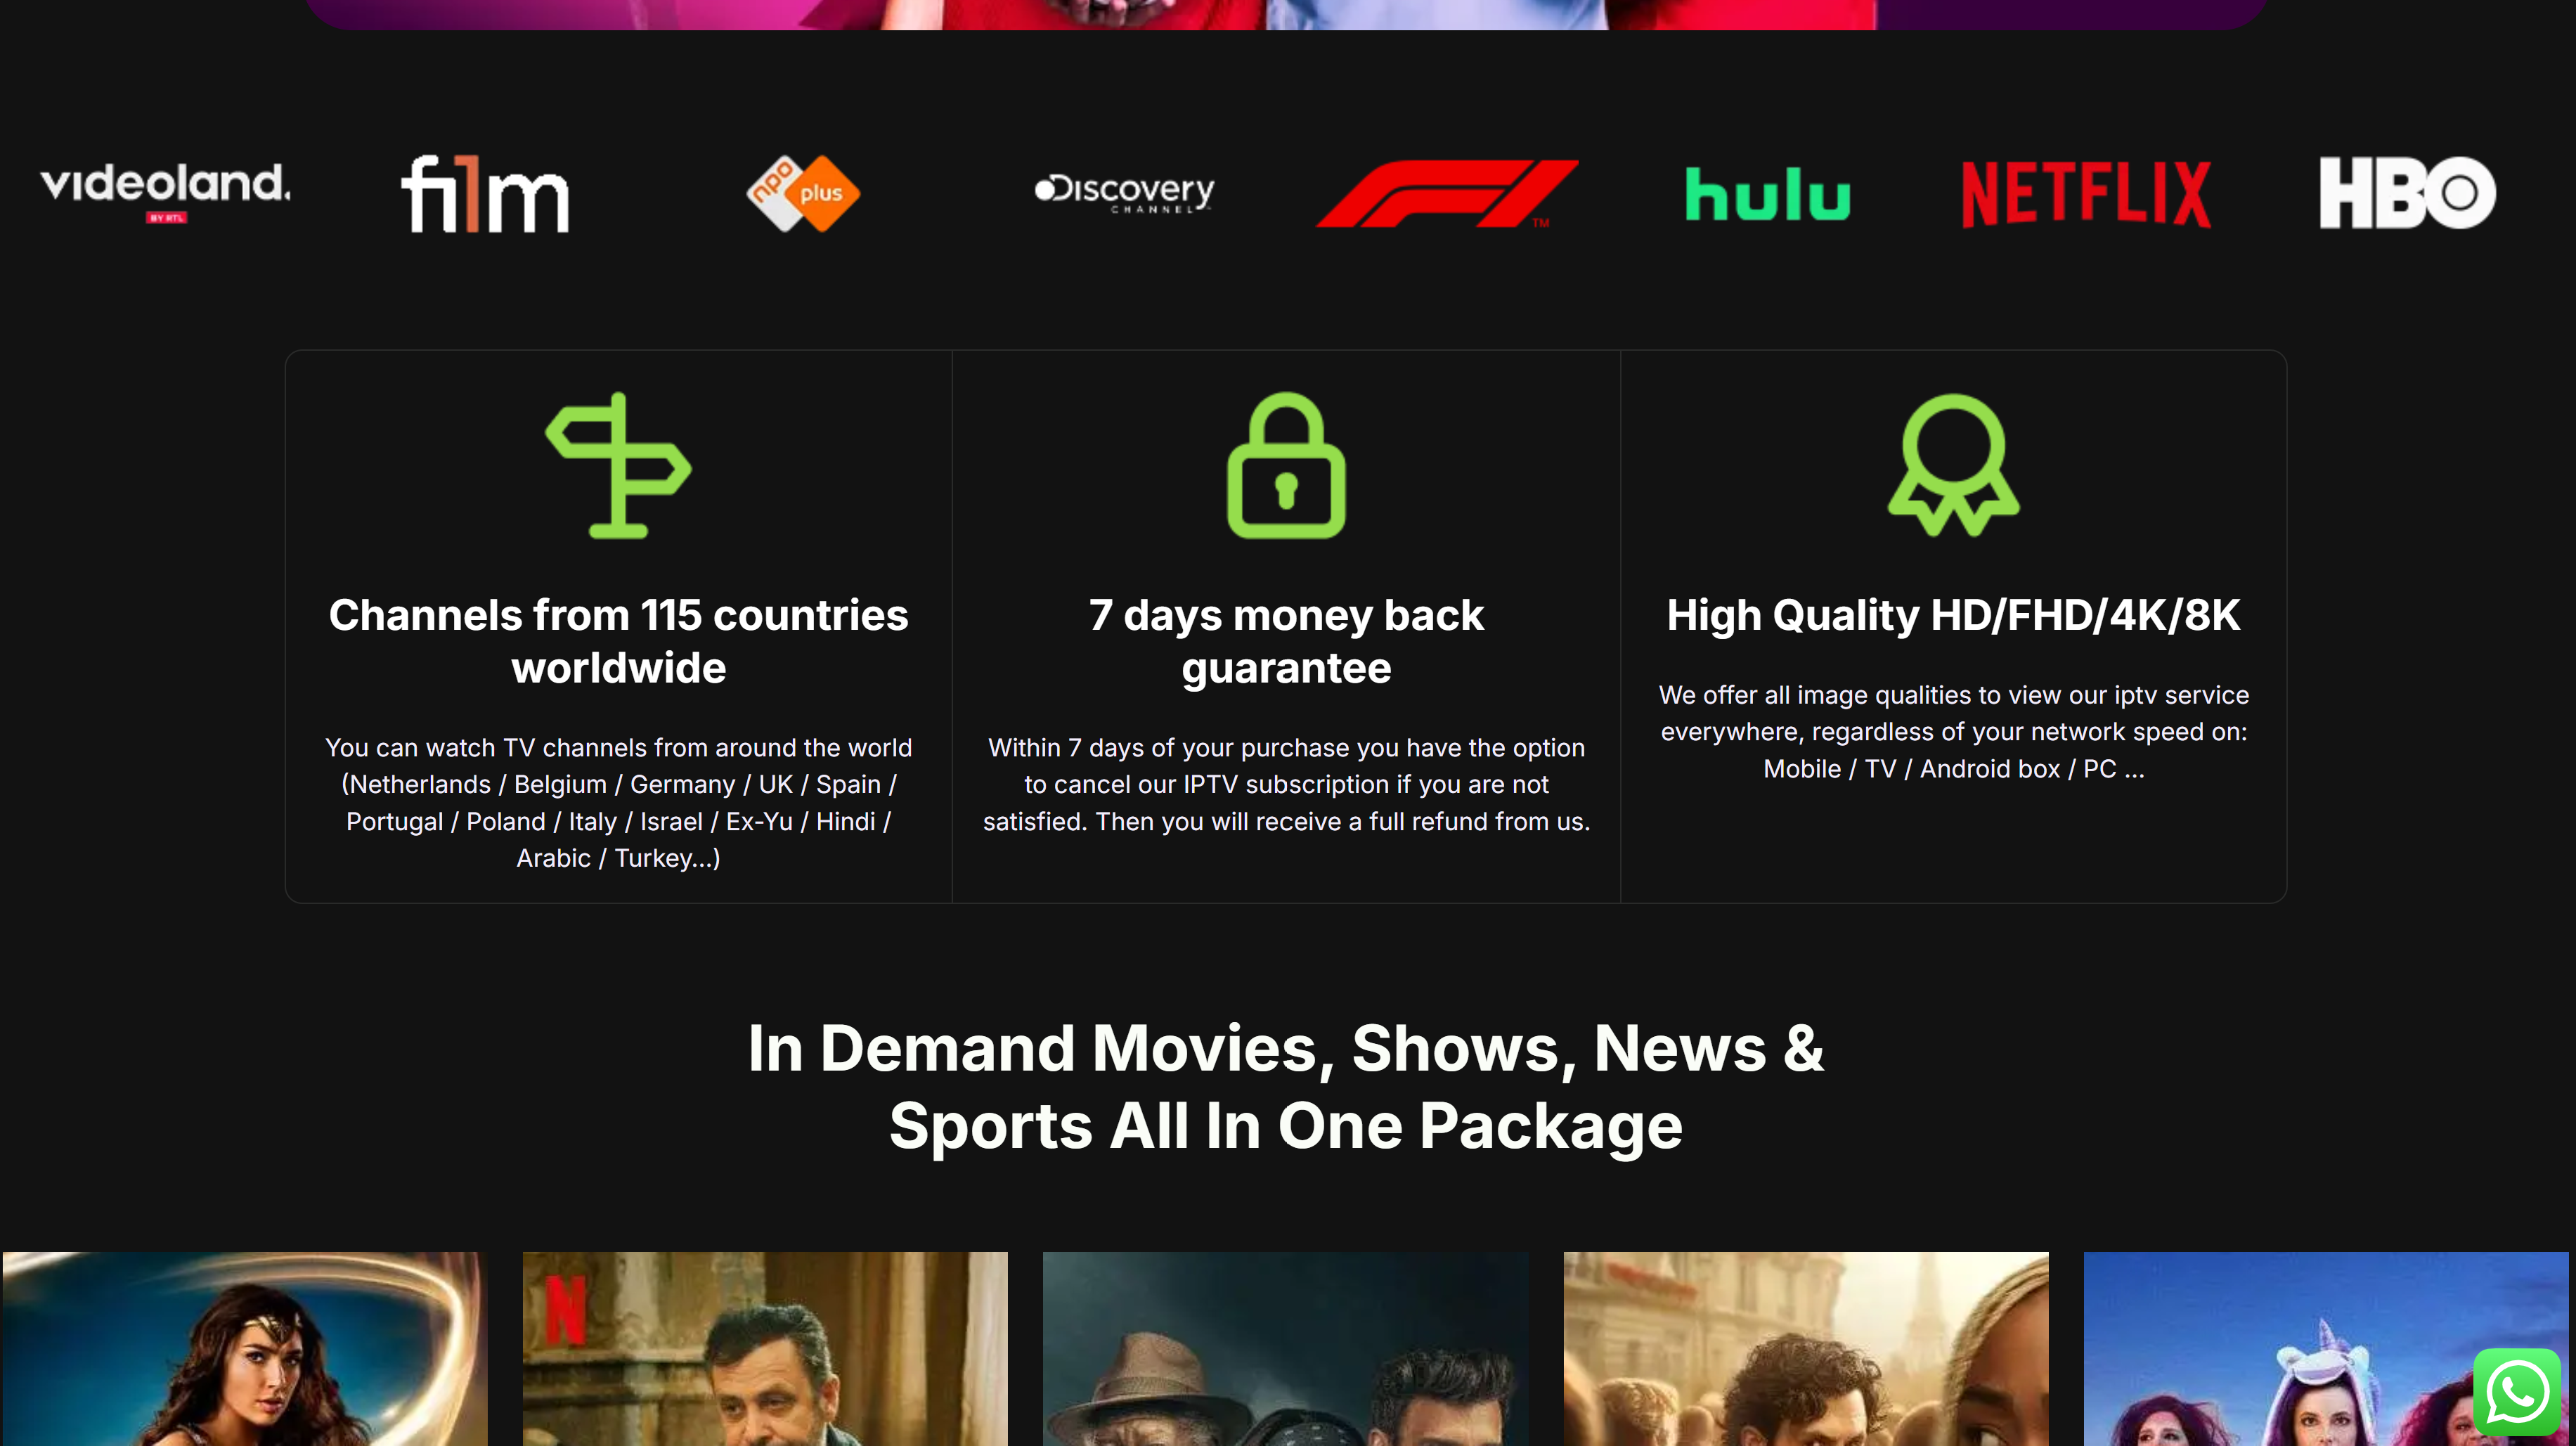 videoland.
BY RTL
film1
npo plus
Discovery
CHANNEL
TM
hulu
NETFLIX
HBO
Channels from 115 countries
worldwide
You can watch TV channels from around the world
(Netherlands / Belgium / Germany / UK / Spain /
Portugal / Poland / Italy / Israel / Ex-Yu / Hindi /
Arabic / Turkey...)
7 days money back
guarantee
Within 7 days of your purchase you have the option
to cancel our IPTV subscription if you are not
satisfied. Then you will receive a full refund from us.
High Quality HD/FHD/4K/8K
We offer all image qualities to view our iptv service
everywhere, regardless of your network speed on:
Mobile / TV / Android box / PC ...
In Demand Movies, Shows, News &
Sports All In One Package
N